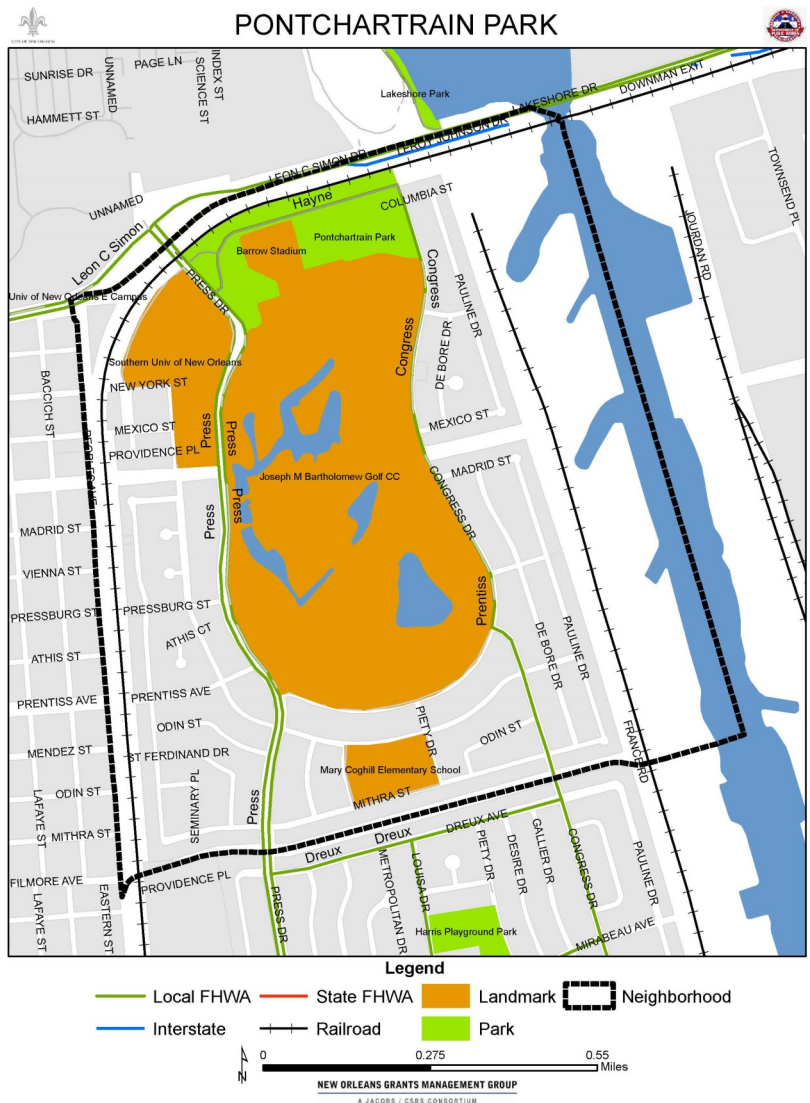 CITY OF NEW ORLEANS
PONTCHARTRAIN PARK
SUNRISE DR
UNNAMED
PAGE LN
SCIENCE ST
INDEX ST
HAMMETT ST
Lakeshore Park
LAKESHORE DR
DOWNMAN EXIT
LEROY JOHNSON DR
LEON C SIMON DR
TOWNSEND PL
UNNAMED
Hayne
COLUMBIA ST
Leon C Simon
Pontchartrain Park
Barrow Stadium
JOURDAN RD
PRESS DR
Congress
PAULINE DR
Univ of New Orleans E Campus
DE BORE DR
Congress
Southern Univ of New Orleans
BACCICH ST
NEW YORK ST
MEXICO ST
MEXICO ST
Press
Press
PROVIDENCE PL
MADRID ST
PEOPLES AVE
Joseph M Bartholomew Golf CC
CONGRESS DR
Press
Press
MADRID ST
VIENNA ST
PRESSBURG ST
PRESSBURG ST
Prentiss
ATHIS CT
PAULINE DR
DE BORE DR
ATHIS ST
PRENTISS AVE
PRENTISS AVE
PIETY DR
ODIN ST
ODIN ST
MENDEZ ST
ST FERDINAND DR
FRANCE RD
Mary Coghill Elementary School
ODIN ST
SEMINARY PL
Press
MITHRA ST
LAFAYE ST
MITHRA ST
Dreux
Dreux
DREUX AVE
FILMORE AVE
PROVIDENCE PL
LAFAYE ST
EASTERN ST
PRESS DR
METROPOLITAN DR
LOUISA DR
PIETY DR
DESIRE DR
GALLIER DR
CONGRESS DR
PAULINE DR
Harris Playground Park
MIRABEAU AVE
Legend
Local FHWA
State FHWA
Landmark
Neighborhood
Interstate
Railroad
Park
N
0 0.275 0.55
Miles
NEW ORLEANS GRANTS MANAGEMENT GROUP
A JACOBS / CSRS CONSORTIUM